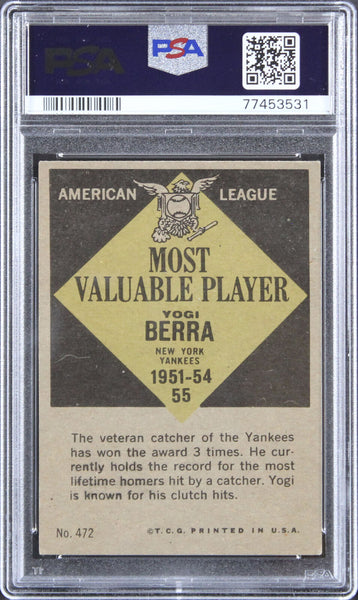 PSA
PSA
77453531
AMERICAN LEAGUE
MOST
VALUABLE PLAYER
YOGI
BERRA
NEW YORK
YANKEES
1951-54
55
The veteran catcher of the Yankees
has won the award 3 times. He cur-
rently holds the record for the most
lifetime homers hit by a catcher. Yogi
is known for his clutch hits.
No. 472 ©T.C.G. PRINTED IN U.S.A.
PSA